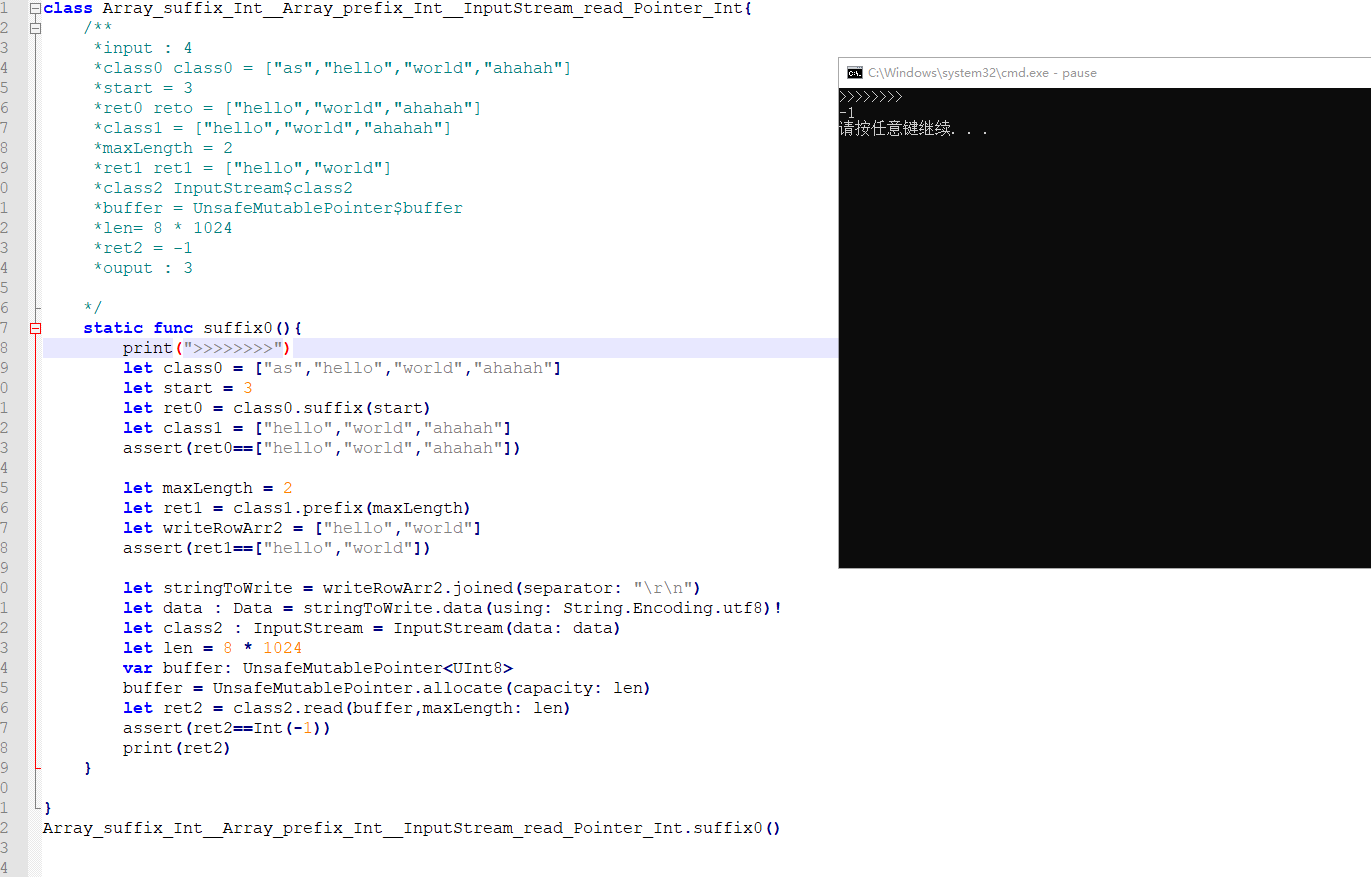 1 class Array_suffix_Int__Array_prefix_Int__InputStream_read_Pointer_Int{
2 /**
3 *input : 4
4 *class0 class0 = ["as","hello","world","ahahah"]
5 *start = 3
6 *ret0 reto = ["hello","world","ahahah"]
7 *class1 = ["hello","world","ahahah"]
8 *maxLength = 2
9 *ret1 ret1 = ["hello","world"]
0 *class2 InputStream$class2
1 *buffer = UnsafeMutablePointer$buffer
2 *len= 8 * 1024
3 *ret2 = -1
4 *ouput : 3
5
6 */
7 static func suffix0(){
8 print(">>>>>>>>")
9 let class0 = ["as","hello","world","ahahah"]
0 let start = 3
1 let ret0 = class0.suffix(start)
2 let class1 = ["hello","world","ahahah"]
3 assert(ret0==["hello","world","ahahah"])
4
5 let maxLength = 2
6 let ret1 = class1.prefix(maxLength)
7 let writeRowArr2 = ["hello","world"]
8 assert(ret1==["hello","world"])
9
0 let stringToWrite = writeRowArr2.joined(separator: "\r\n")
1 let data : Data = stringToWrite.data(using: String.Encoding.utf8)!
2 let class2 : InputStream = InputStream(data: data)
3 let len = 8 * 1024
4 var buffer: UnsafeMutablePointer<UInt8>
5 buffer = UnsafeMutablePointer.allocate(capacity: len)
6 let ret2 = class2.read(buffer,maxLength: len)
7 assert(ret2==Int(-1))
8 print(ret2)
9 }
0
1 }
2 Array_suffix_Int__Array_prefix_Int__InputStream_read_Pointer_Int.suffix0()
3
4
C:\Windows\system32\cmd.exe - pause
>>>>>>>>
-1
请按任意键继续. . .